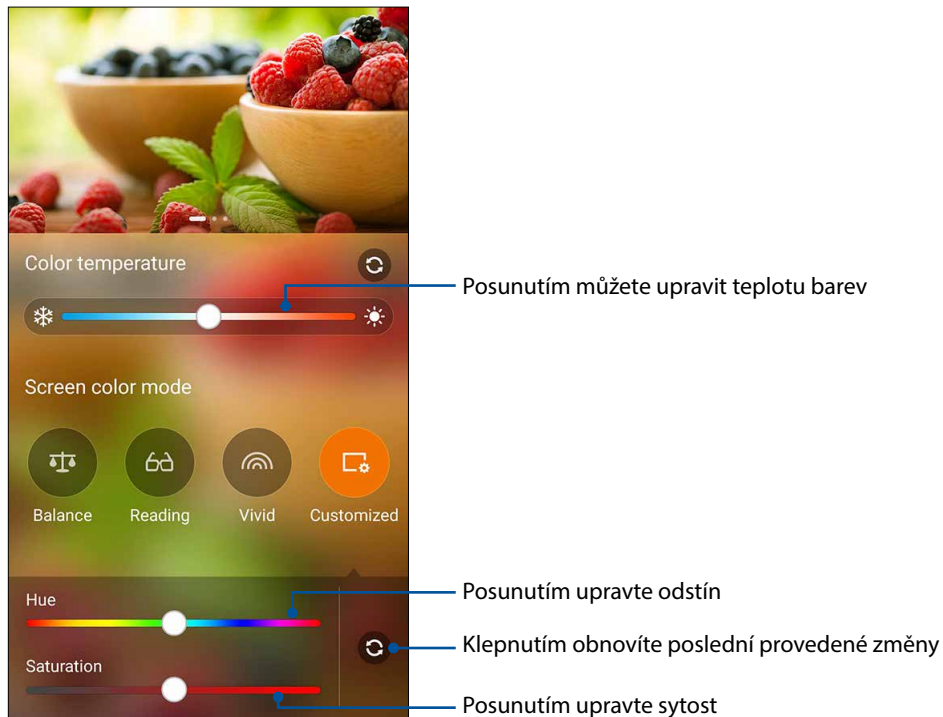 Color temperature
Posunutím můžete upravit teplotu barev
Screen color mode
Balance Reading Vivid Customized
Hue
Posunutím upravte odstín
Klepnutím obnovíte poslední provedené změny
Saturation
Posunutím upravte sytost